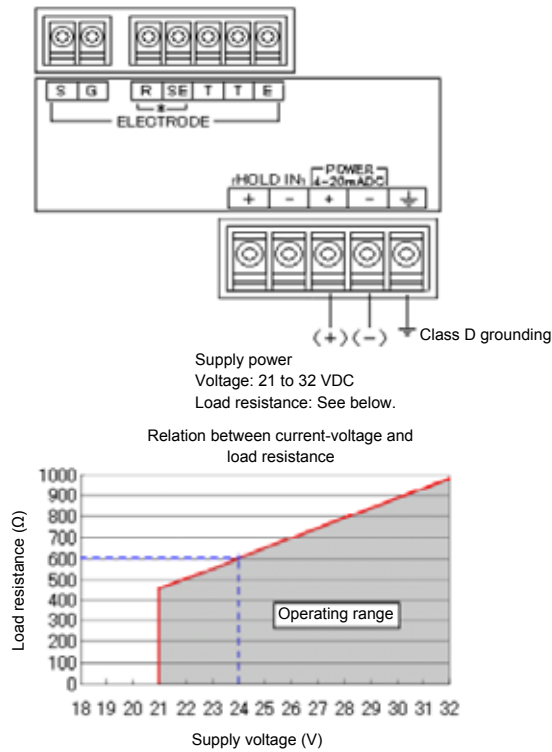 S G R SE T T E
*
ELECTRODE
HOLD IN POWER
4-20mADC
+ - + -
(+) (-) Class D grounding
Supply power
Voltage: 21 to 32 VDC
Load resistance: See below.
Relation between current-voltage and
load resistance
1000
900
800
700
600
500
400
300
200
100
0
Load resistance (Ω)
Operating range
18 19 20 21 22 23 24 25 26 27 28 29 30 31 32
Supply voltage (V)